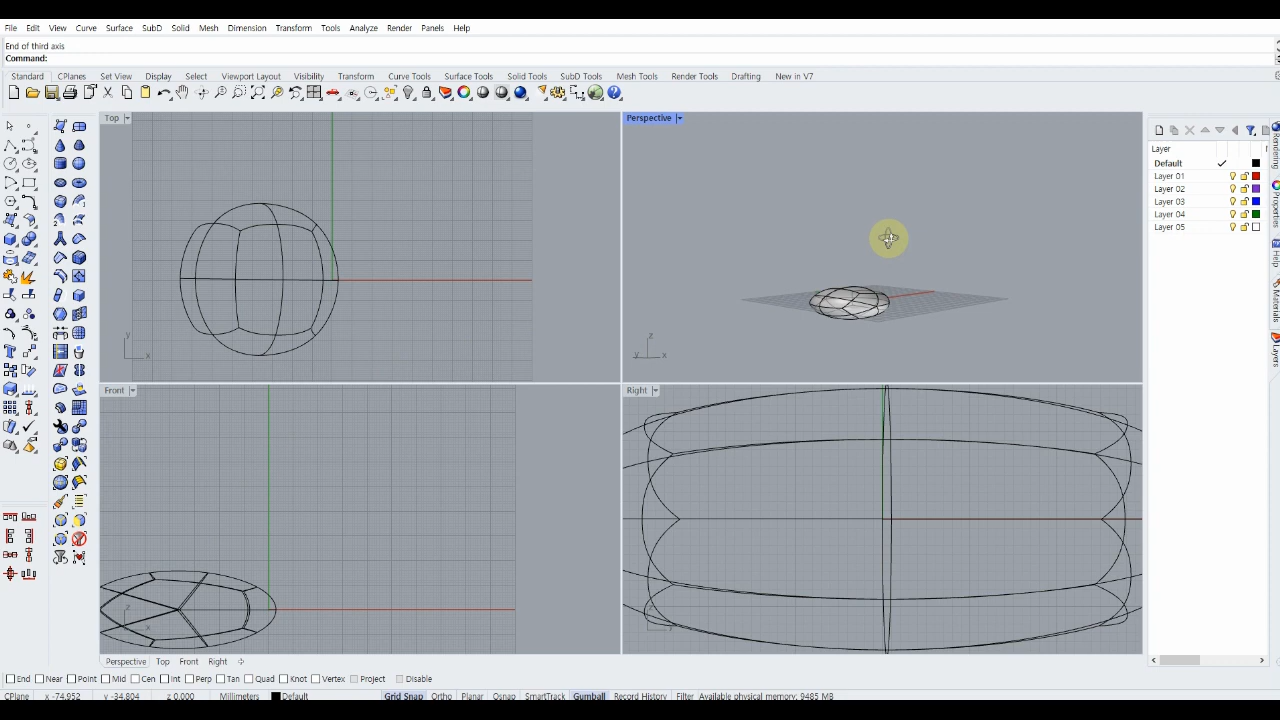 File Edit View Curve Surface SubD Solid Mesh Dimension Transform Tools Analyze Render Panels Help
End of third axis
Command:
Standard CPlanes Set View Display Select Viewport Layout Visibility Transform Curve Tools Surface Tools Solid Tools SubD Tools Mesh Tools Render Tools Drafting New in V7
Top
Perspective
Layer
Default
Layer 01
Layer 02
Layer 03
Layer 04
Layer 05
Rendering
Properties
Help
Materials
Layers
y
x
z
y x
Front
Right
z
x
Perspective Top Front Right
End Near Point Mid Cen Int Perp Tan Quad Knot Vertex Project Disable
CPlane x -74.952 y -34.804 z 0.000 Millimeters Default Grid Snap Ortho Planar Osnap SmartTrack Gumball Record History Filter Available physical memory: 9485 MB